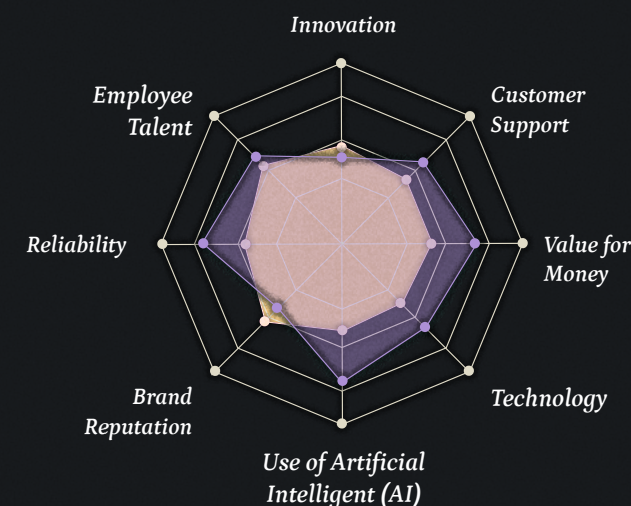 Innovation
Employee
Talent
Customer
Support
Reliability
Value for
Money
Brand
Reputation
Technology
Use of Artificial
Intelligent (AI)